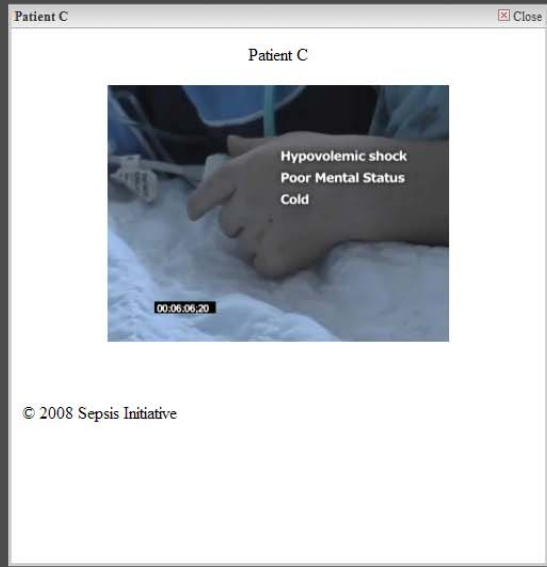 Patient C
Close
Patient C
Hypovolemic shock
Poor Mental Status
Cold
00:06:06;20
© 2008 Sepsis Initiative